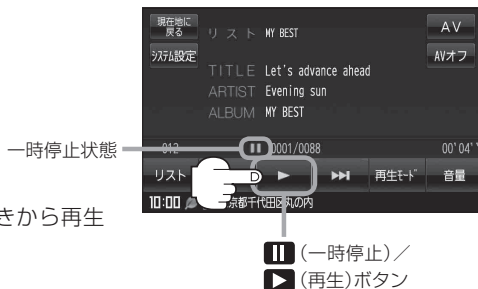 現在地に
戻る
リスト MY BEST
AV
システム設定
AVオフ
TITLE Let's advance ahead
ARTIST Evening sun
ALBUM MY BEST
一時停止状態
012 0001/0088 00'04'
リスト 再生モード 音量
10:00 京都千代田区丸の内
きから再生
(一時停止)/
(再生)ボタン